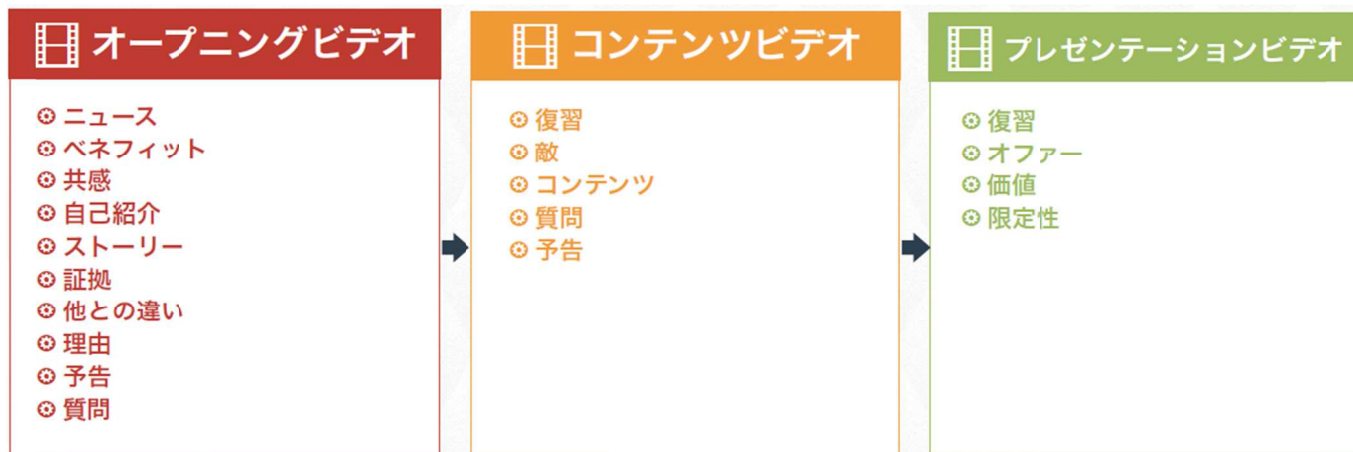 オープニングビデオ
ニュース
ベネフィット
共感
自己紹介
ストーリー
証拠
他との違い
理由
予告
質問
コンテンツビデオ
復習
敵
コンテンツ
質問
予告
プレゼンテーションビデオ
復習
オファー
価値
限定性